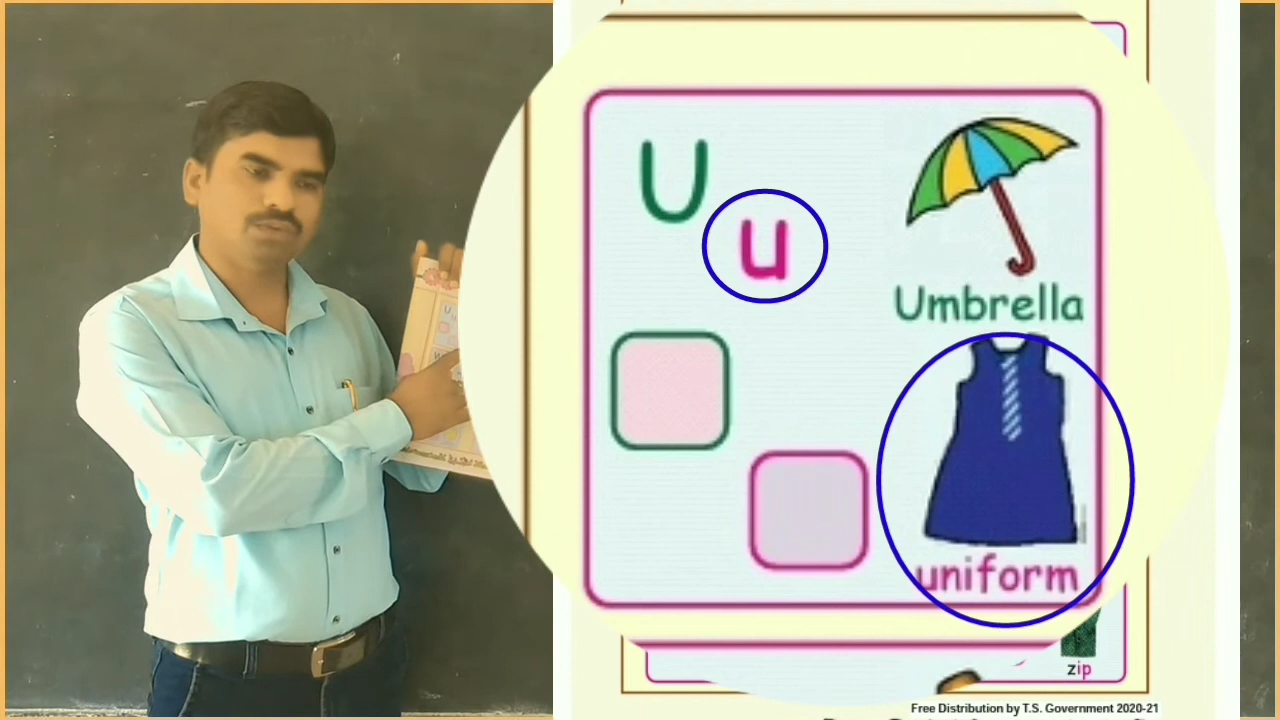 U
u
Umbrella
uniform
zip
Free Distribution by T.S. Government 2020-21